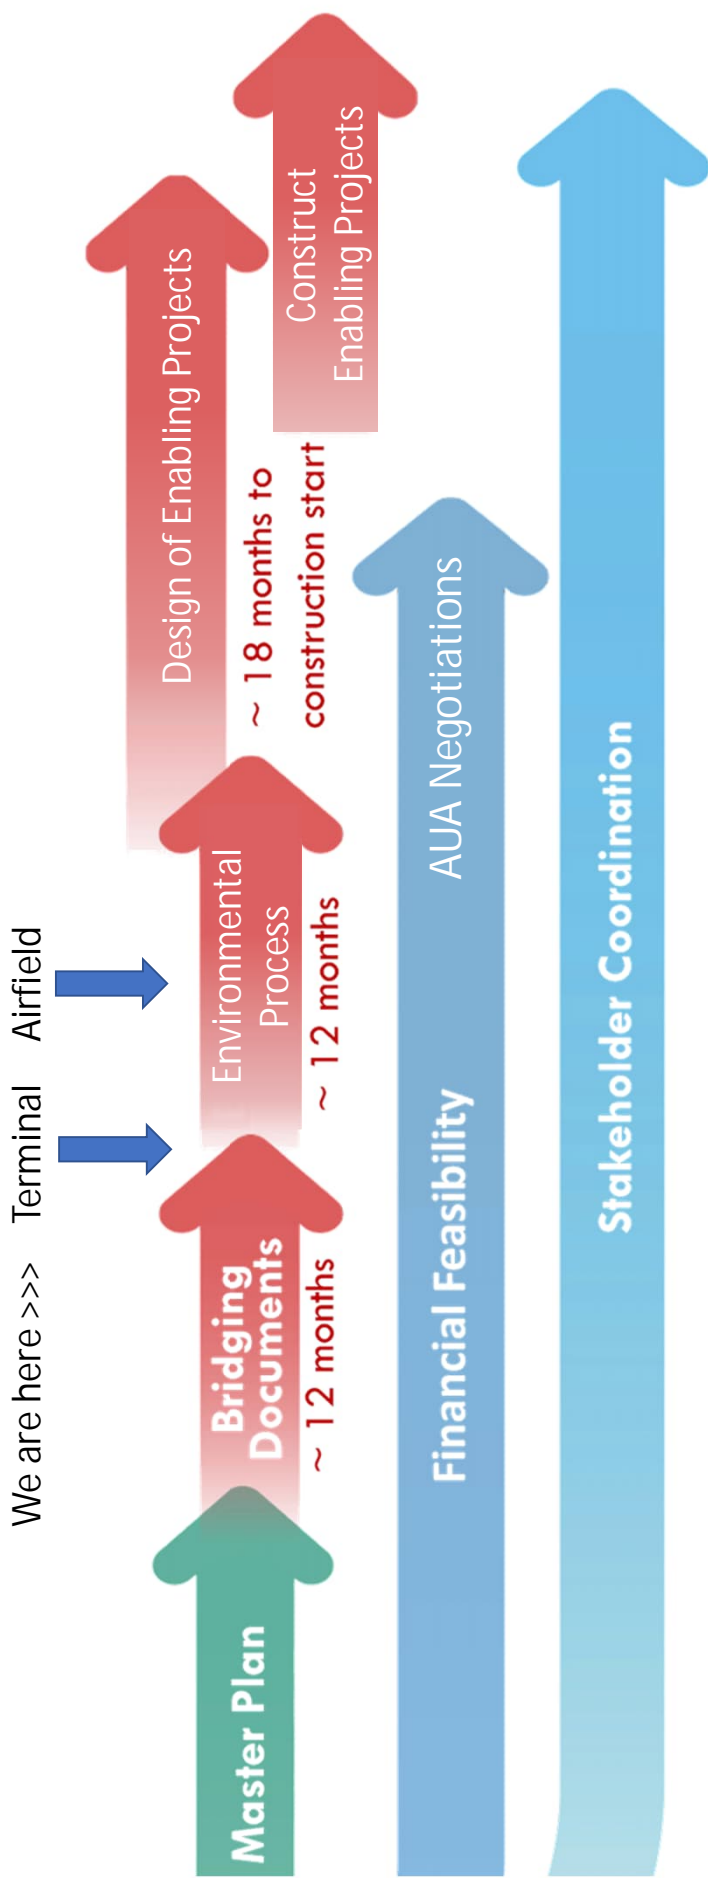 We are here >>> Terminal Airfield
Master Plan
Bridging
Documents
~ 12 months
Environmental
Process
~ 12 months
Design of Enabling Projects
~ 18 months to
construction start
Construct
Enabling Projects
Financial Feasibility
AUA Negotiations
Stakeholder Coordination